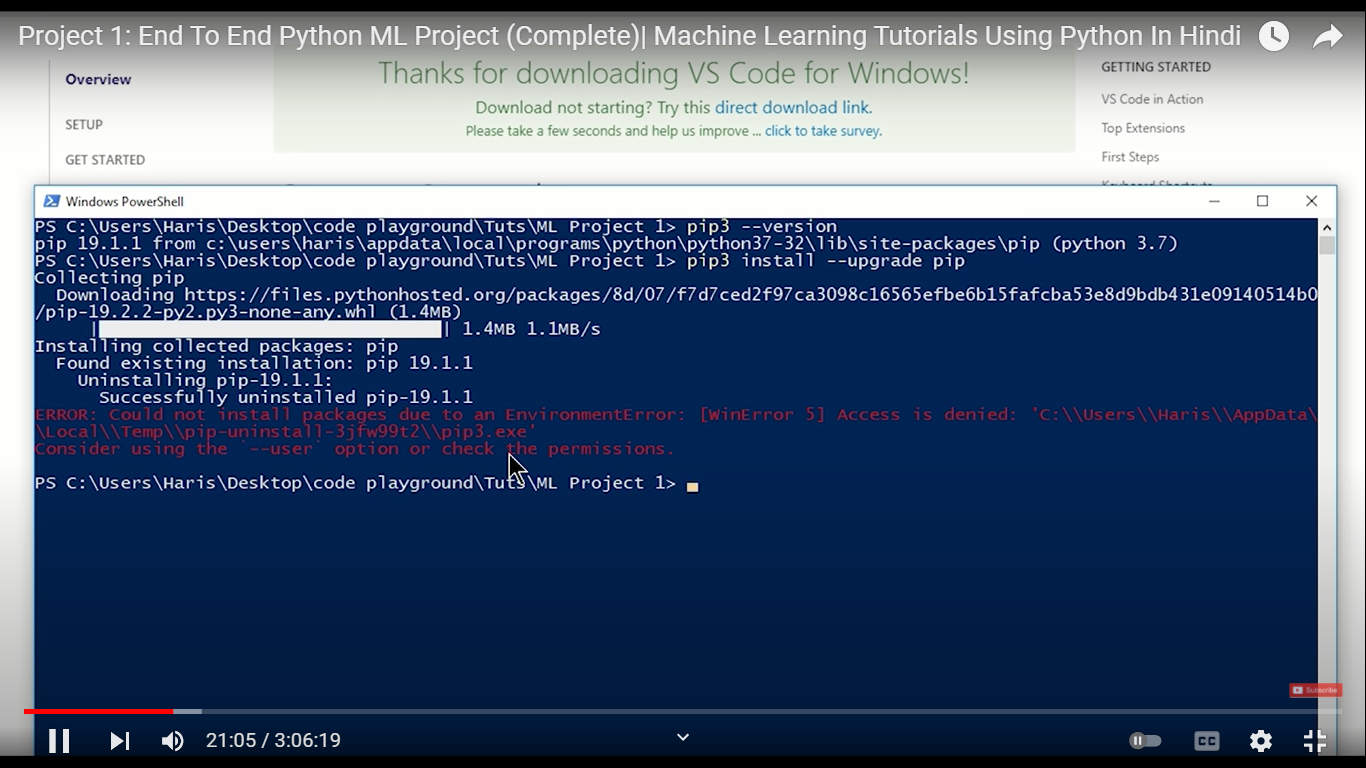 Project 1: End To End Python ML Project (Complete)| Machine Learning Tutorials Using Python In Hindi
Overview
SETUP
GET STARTED
Thanks for downloading VS Code for Windows!
Download not starting? Try this direct download link.
Please take a few seconds and help us improve ... click to take survey.
GETTING STARTED
VS Code in Action
Top Extensions
First Steps
Keyboard Shortcuts
Windows PowerShell
PS C:\Users\Haris\Desktop\code playground\Tuts\ML Project 1> pip3 --version
pip 19.1.1 from c:\users\haris\appdata\local\programs\python\python37-32\lib\site-packages\pip (python 3.7)
PS C:\Users\Haris\Desktop\code playground\Tuts\ML Project 1> pip3 install --upgrade pip
Collecting pip
Downloading https://files.pythonhosted.org/packages/8d/07/f7d7ced2f97ca3098c16565efbe6b15fafcba53e8d9bdb431e09140514b0
/pip-19.2.2-py2.py3-none-any.whl (1.4MB)
| | 1.4MB 1.1MB/s
Installing collected packages: pip
Found existing installation: pip 19.1.1
Uninstalling pip-19.1.1:
Successfully uninstalled pip-19.1.1
ERROR: Could not install packages due to an EnvironmentError: [WinError 5] Access is denied: 'C:\\Users\\Haris\\AppData\
\Local\\Temp\\pip-uninstall-3jfw99t2\\pip3.exe'
Consider using the `--user` option or check the permissions.
PS C:\Users\Haris\Desktop\code playground\Tuts\ML Project 1>
Subscribe
21:05 / 3:06:19
CC